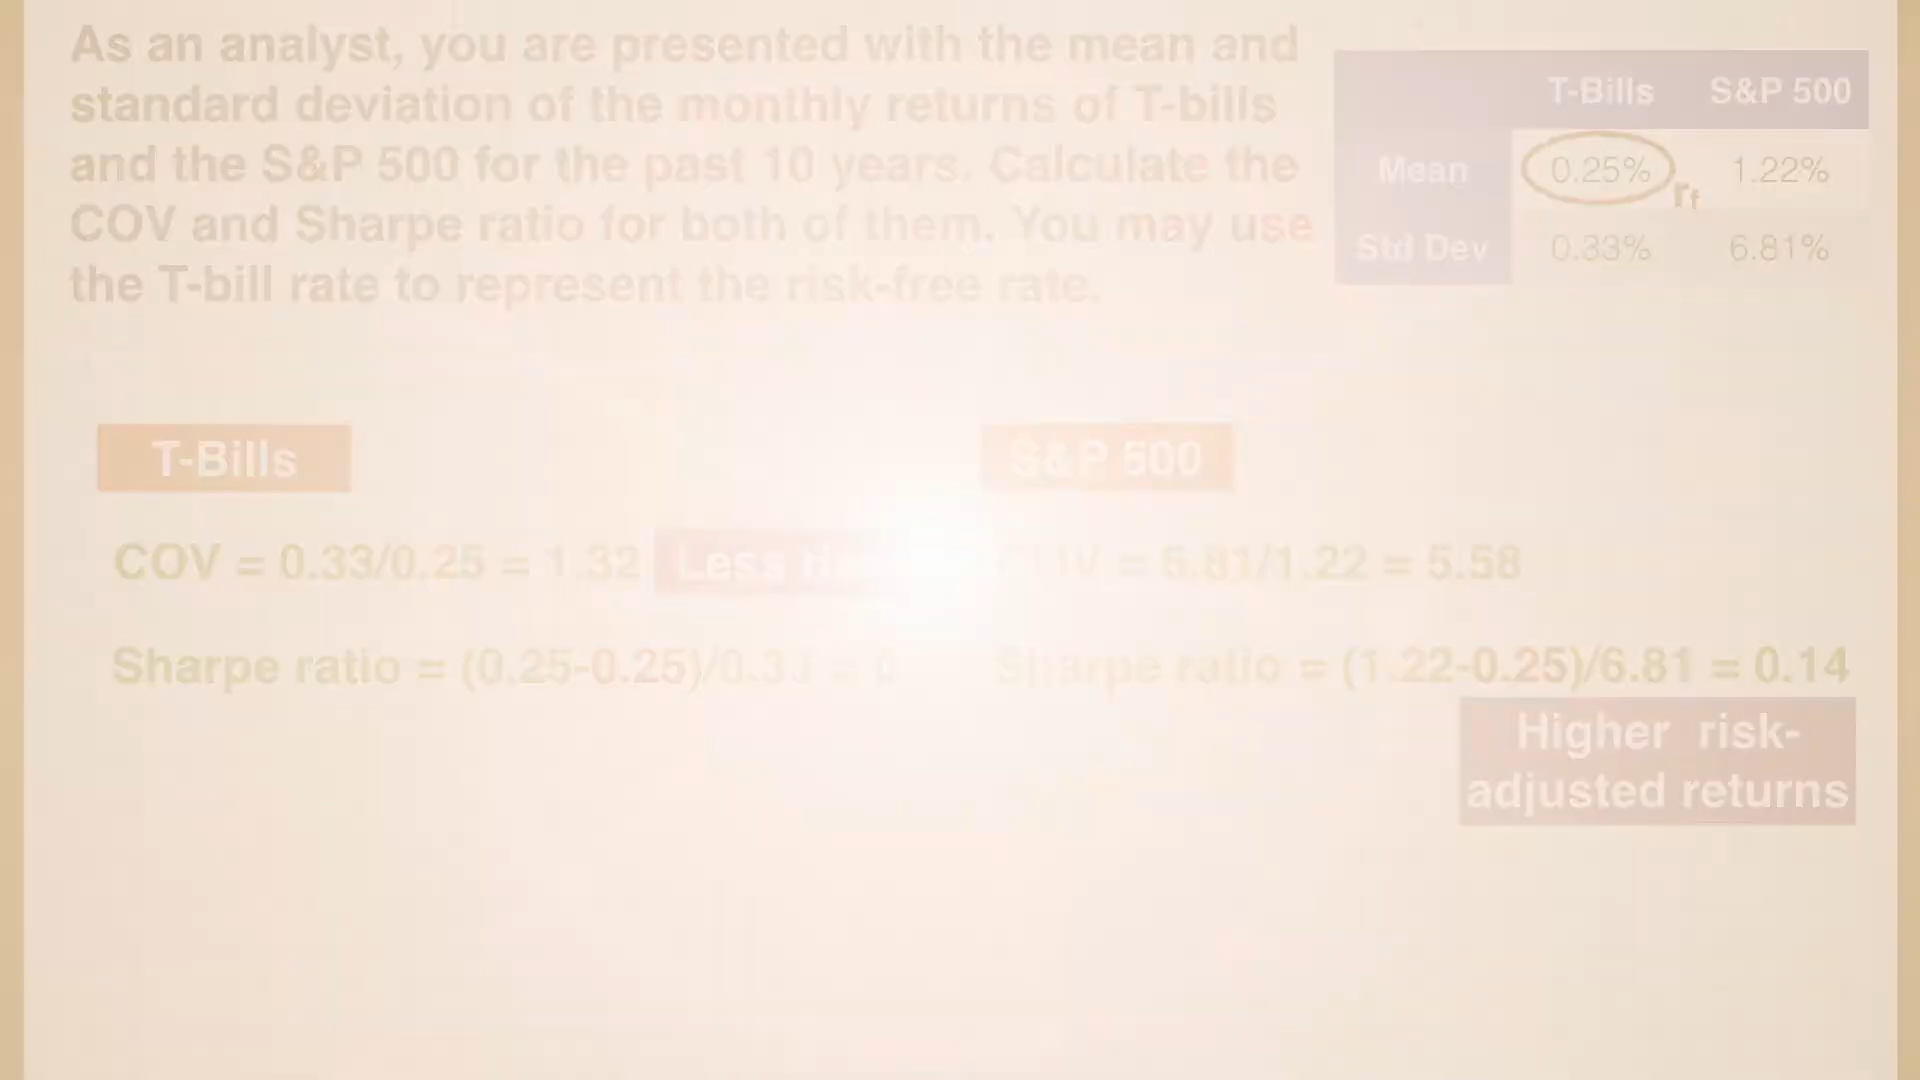 As an analyst, you are presented with the mean and
standard deviation of the monthly returns of T-bills
and the S&P 500 for the past 10 years. Calculate the
COV and Sharpe ratio for both of them. You may use
the T-bill rate to represent the risk-free rate.
T-Bills S&P 500
Mean 0.25% rf 1.22%
Std Dev 0.33% 6.81%
T-Bills
COV = 0.33/0.25 = 1.32 Less
Sharpe ratio = (0.25-0.25)/0.33 = 0
S&P 500
COV = 6.81/1.22 = 5.58
Sharpe ratio = (1.22-0.25)/6.81 = 0.14
Higher risk-
adjusted returns